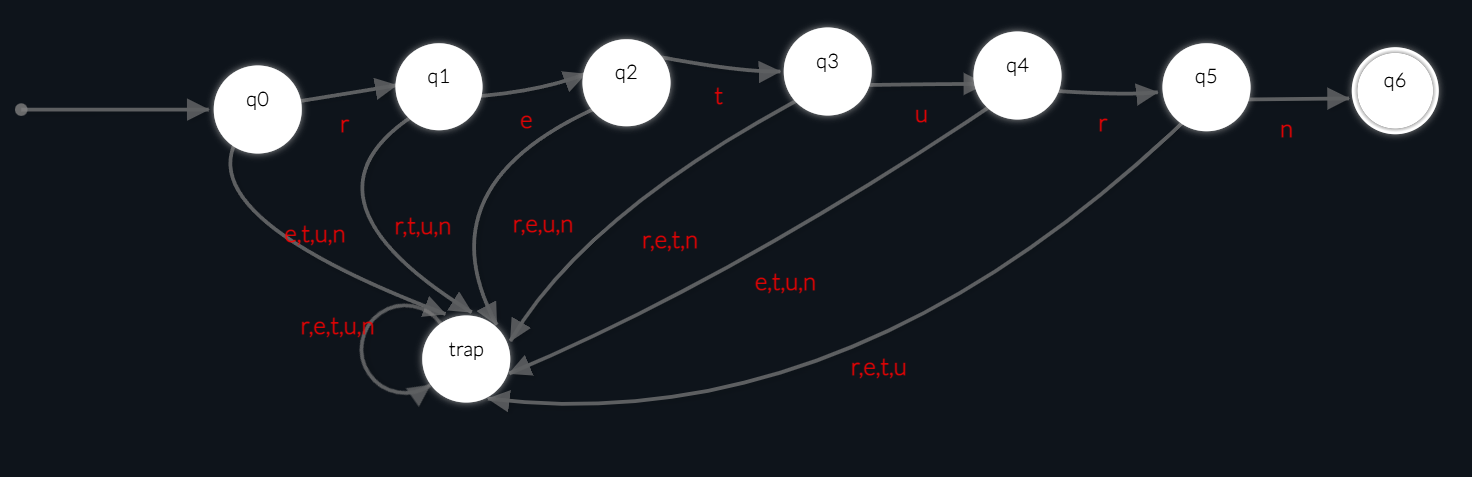 q0
q1
q2
q3
q4
q5
q6
r
e
t
u
r
n
e,t,u,n
r,t,u,n
r,e,u,n
r,e,t,n
e,t,u,n
r,e,t,u,n
trap
r,e,t,u